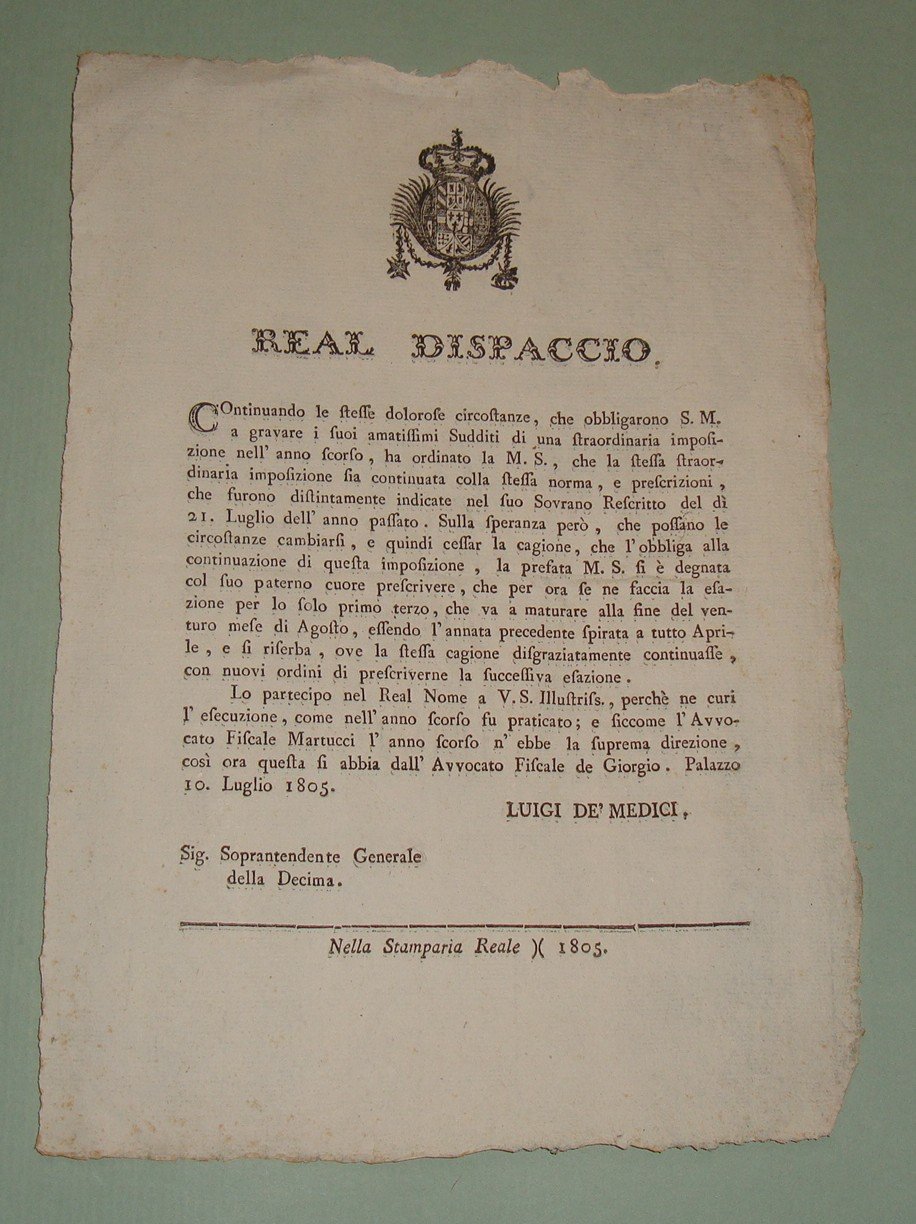 REAL DISPACCIO.
COntinuando le ſteſſe doloroſe circoſtanze, che obbligarono S. M.
a gravare i ſuoi amatiſſimi Sudditi di una ſtraordinaria impoſi-
zione nell' anno ſcorſo, ha ordinato la M. S., che la ſteſſa ſtraor-
dinaria impoſizione ſia continuata colla ſteſſa norma, e preſcrizioni,
che furono diſtintamente indicate nel ſuo Sovrano Reſcritto del dì
21. Luglio dell' anno paſſato. Sulla ſperanza però, che poſſano le
circoſtanze cambiarſi, e quindi ceſſar la cagione, che l'obbliga alla
continuazione di queſta impoſizione, la prefata M. S. ſi è degnata
col ſuo paterno cuore preſcrivere, che per ora ſe ne faccia la eſa-
zione per lo ſolo primo terzo, che va a maturare alla fine del ven-
turo meſe di Agoſto, eſſendo l'annata precedente ſpirata a tutto Apri-
le, e ſi riſerba, ove la ſteſſa cagione diſgraziatamente continuaſſe,
con nuovi ordini di preſcriverne la ſucceſſiva eſazione.
Lo partecipo nel Real Nome a V. S. Illuſtriſs., perchè ne curi
l'eſecuzione, come nell'anno ſcorſo fu praticato; e ſiccome l'Avvo-
cato Fiſcale Martucci l' anno ſcorſo n' ebbe la ſuprema direzione,
così ora queſta ſi abbia dall' Avvocato Fiſcale de Giorgio. Palazzo
10. Luglio 1805.
LUIGI DE' MEDICI.
Sig. Soprantendente Generale
della Decima.
Nella Stamparia Reale )( 1805.